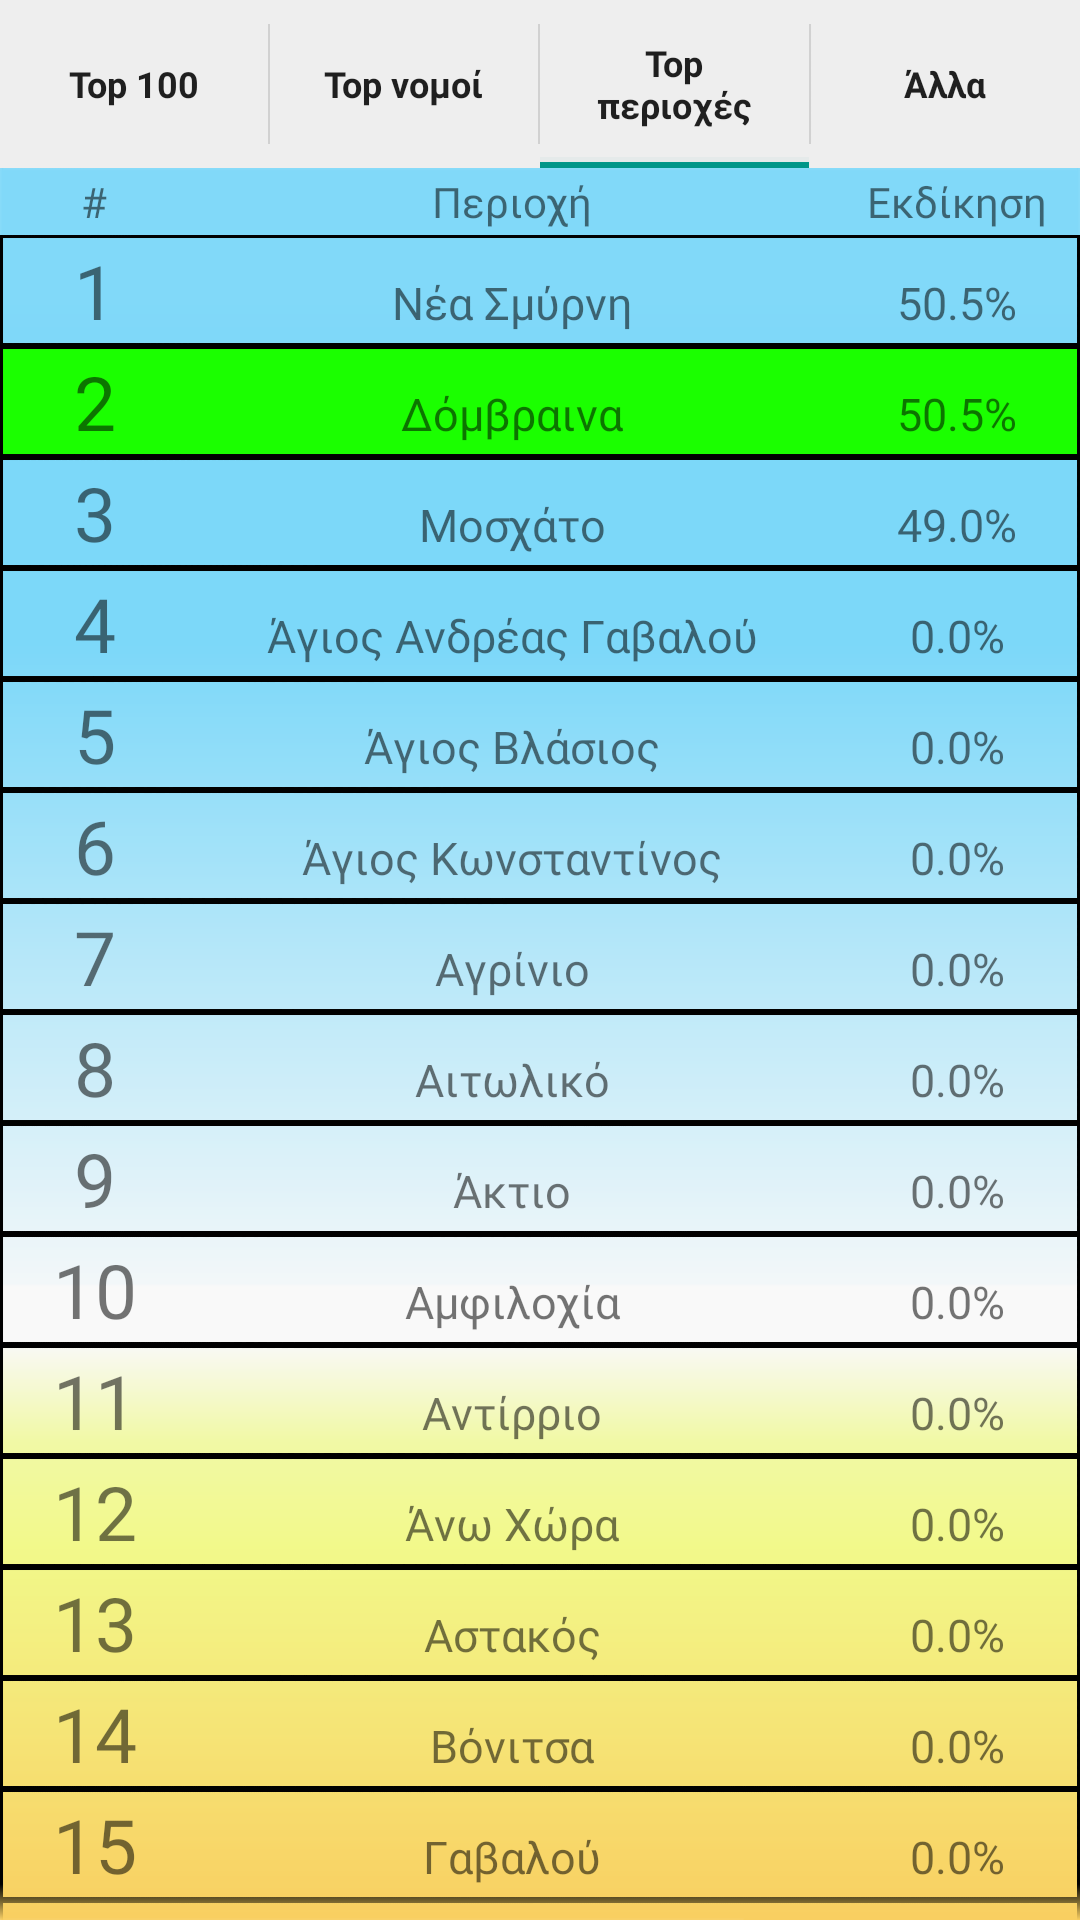 Top 100
Top νομοί
Top περιοχές
Άλλα
# Περιοχή Εκδίκηση
1 Νέα Σμύρνη 50.5%
2 Δόμβραινα 50.5%
3 Μοσχάτο 49.0%
4 Άγιος Ανδρέας Γαβαλού 0.0%
5 Άγιος Βλάσιος 0.0%
6 Άγιος Κωνσταντίνος 0.0%
7 Αγρίνιο 0.0%
8 Αιτωλικό 0.0%
9 Άκτιο 0.0%
10 Αμφιλοχία 0.0%
11 Αντίρριο 0.0%
12 Άνω Χώρα 0.0%
13 Αστακός 0.0%
14 Βόνιτσα 0.0%
15 Γαβαλού 0.0%